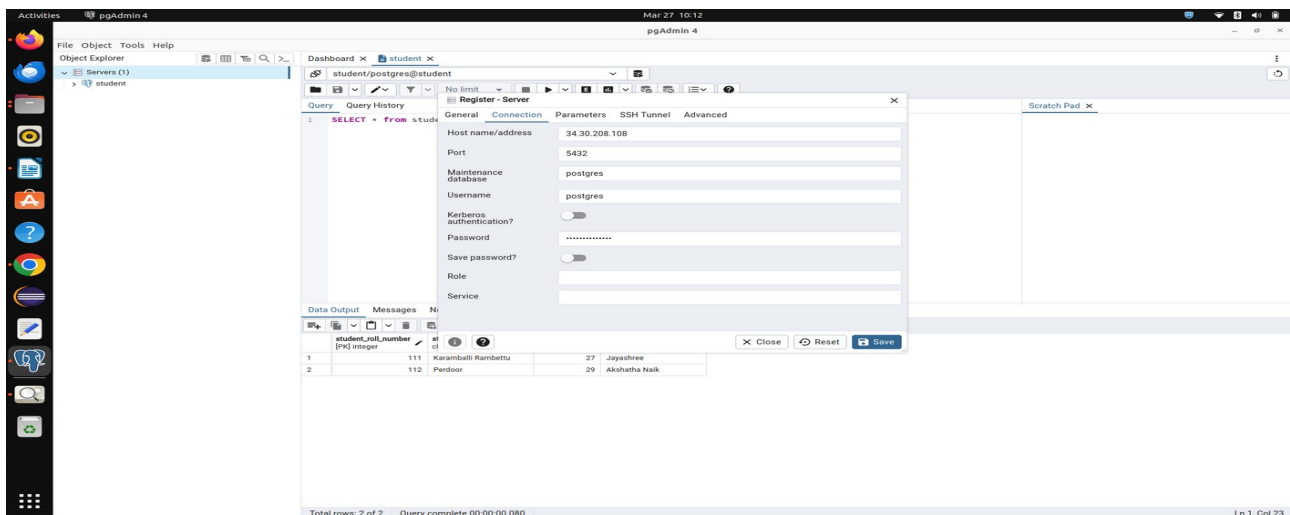 Activities pgAdmin 4 Mar 27 10:12
pgAdmin 4
File Object Tools Help
Object Explorer
Servers (1)
student
Dashboard student
student/postgres@student
No limit
Query Query History
Scratch Pad
1 SELECT * from stude
Register - Server
General Connection Parameters SSH Tunnel Advanced
Host name/address 34.30.208.108
Port 5432
Maintenance
database
postgres
Username postgres
Kerberos
authentication?
Password ••••••••••••••
Save password?
Role
Service
Close Reset Save
Data Output Messages
student_roll_number
[PK] integer
1 111 Karamballi Rambettu 27 Jayashree
2 112 Perdoor 29 Akshatha Naik
Total rows: 2 of 2 Query complete 00:00:00.080 Ln 1, Col 23